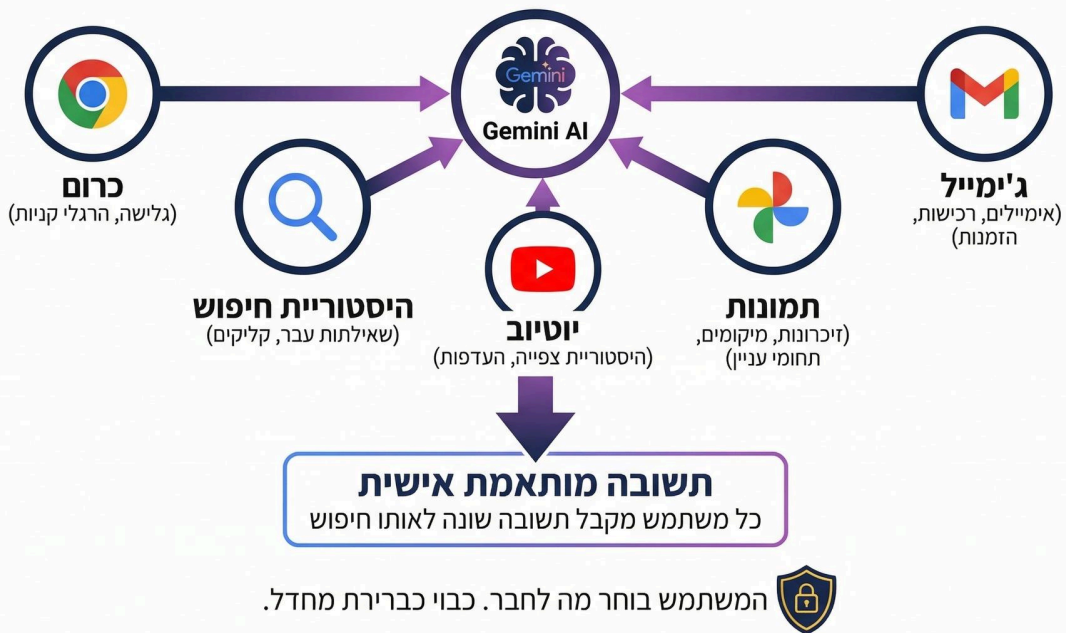 Gemini
Gemini AI
ג'ימייל
(אימיילים, רכישות,
הזמנות)
כרום
(גלישה, הרגלי קניות)
תמונות
(זיכרונות, מיקומים,
תחומי עניין)
היסטוריית חיפוש
(שאילתות עבר, קליקים)
יוטיוב
(היסטוריית צפייה, העדפות)
תשובה מותאמת אישית
כל משתמש מקבל תשובה שונה לאותו חיפוש
המשתמש בוחר מה לחבר. כבוי כברירת מחדל.